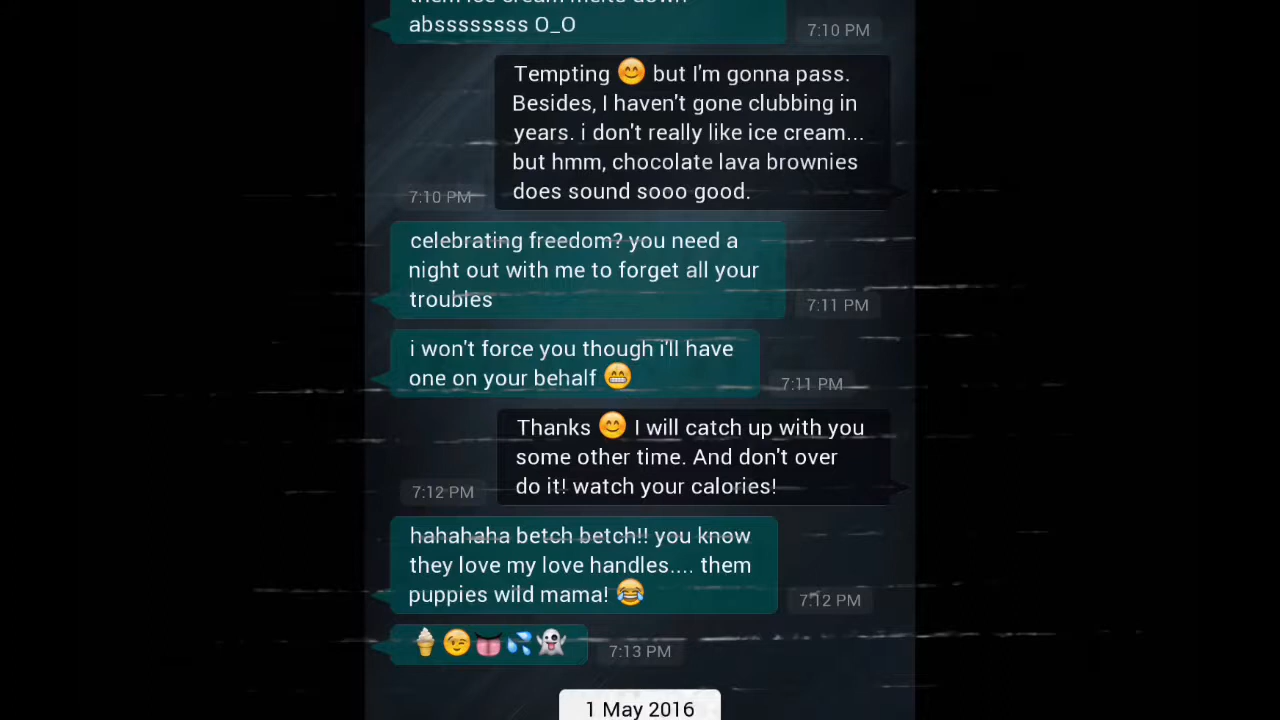 abssssssss O_O
7:10 PM
Tempting 😊 but I'm gonna pass.
Besides, I haven't gone clubbing in
years. i don't really like ice cream...
but hmm, chocolate lava brownies
does sound sooo good.
7:10 PM
celebrating freedom? you need a
night out with me to forget all your
troubles
7:11 PM
i won't force you though i'll have
one on your behalf 😁
7:11 PM
Thanks 😊 I will catch up with you
some other time. And don't over
do it! watch your calories!
7:12 PM
hahahaha betch betch!! you know
they love my love handles.... them
puppies wild mama! 😂
7:12 PM
🍦😉👅💦👻
7:13 PM
1 May 2016